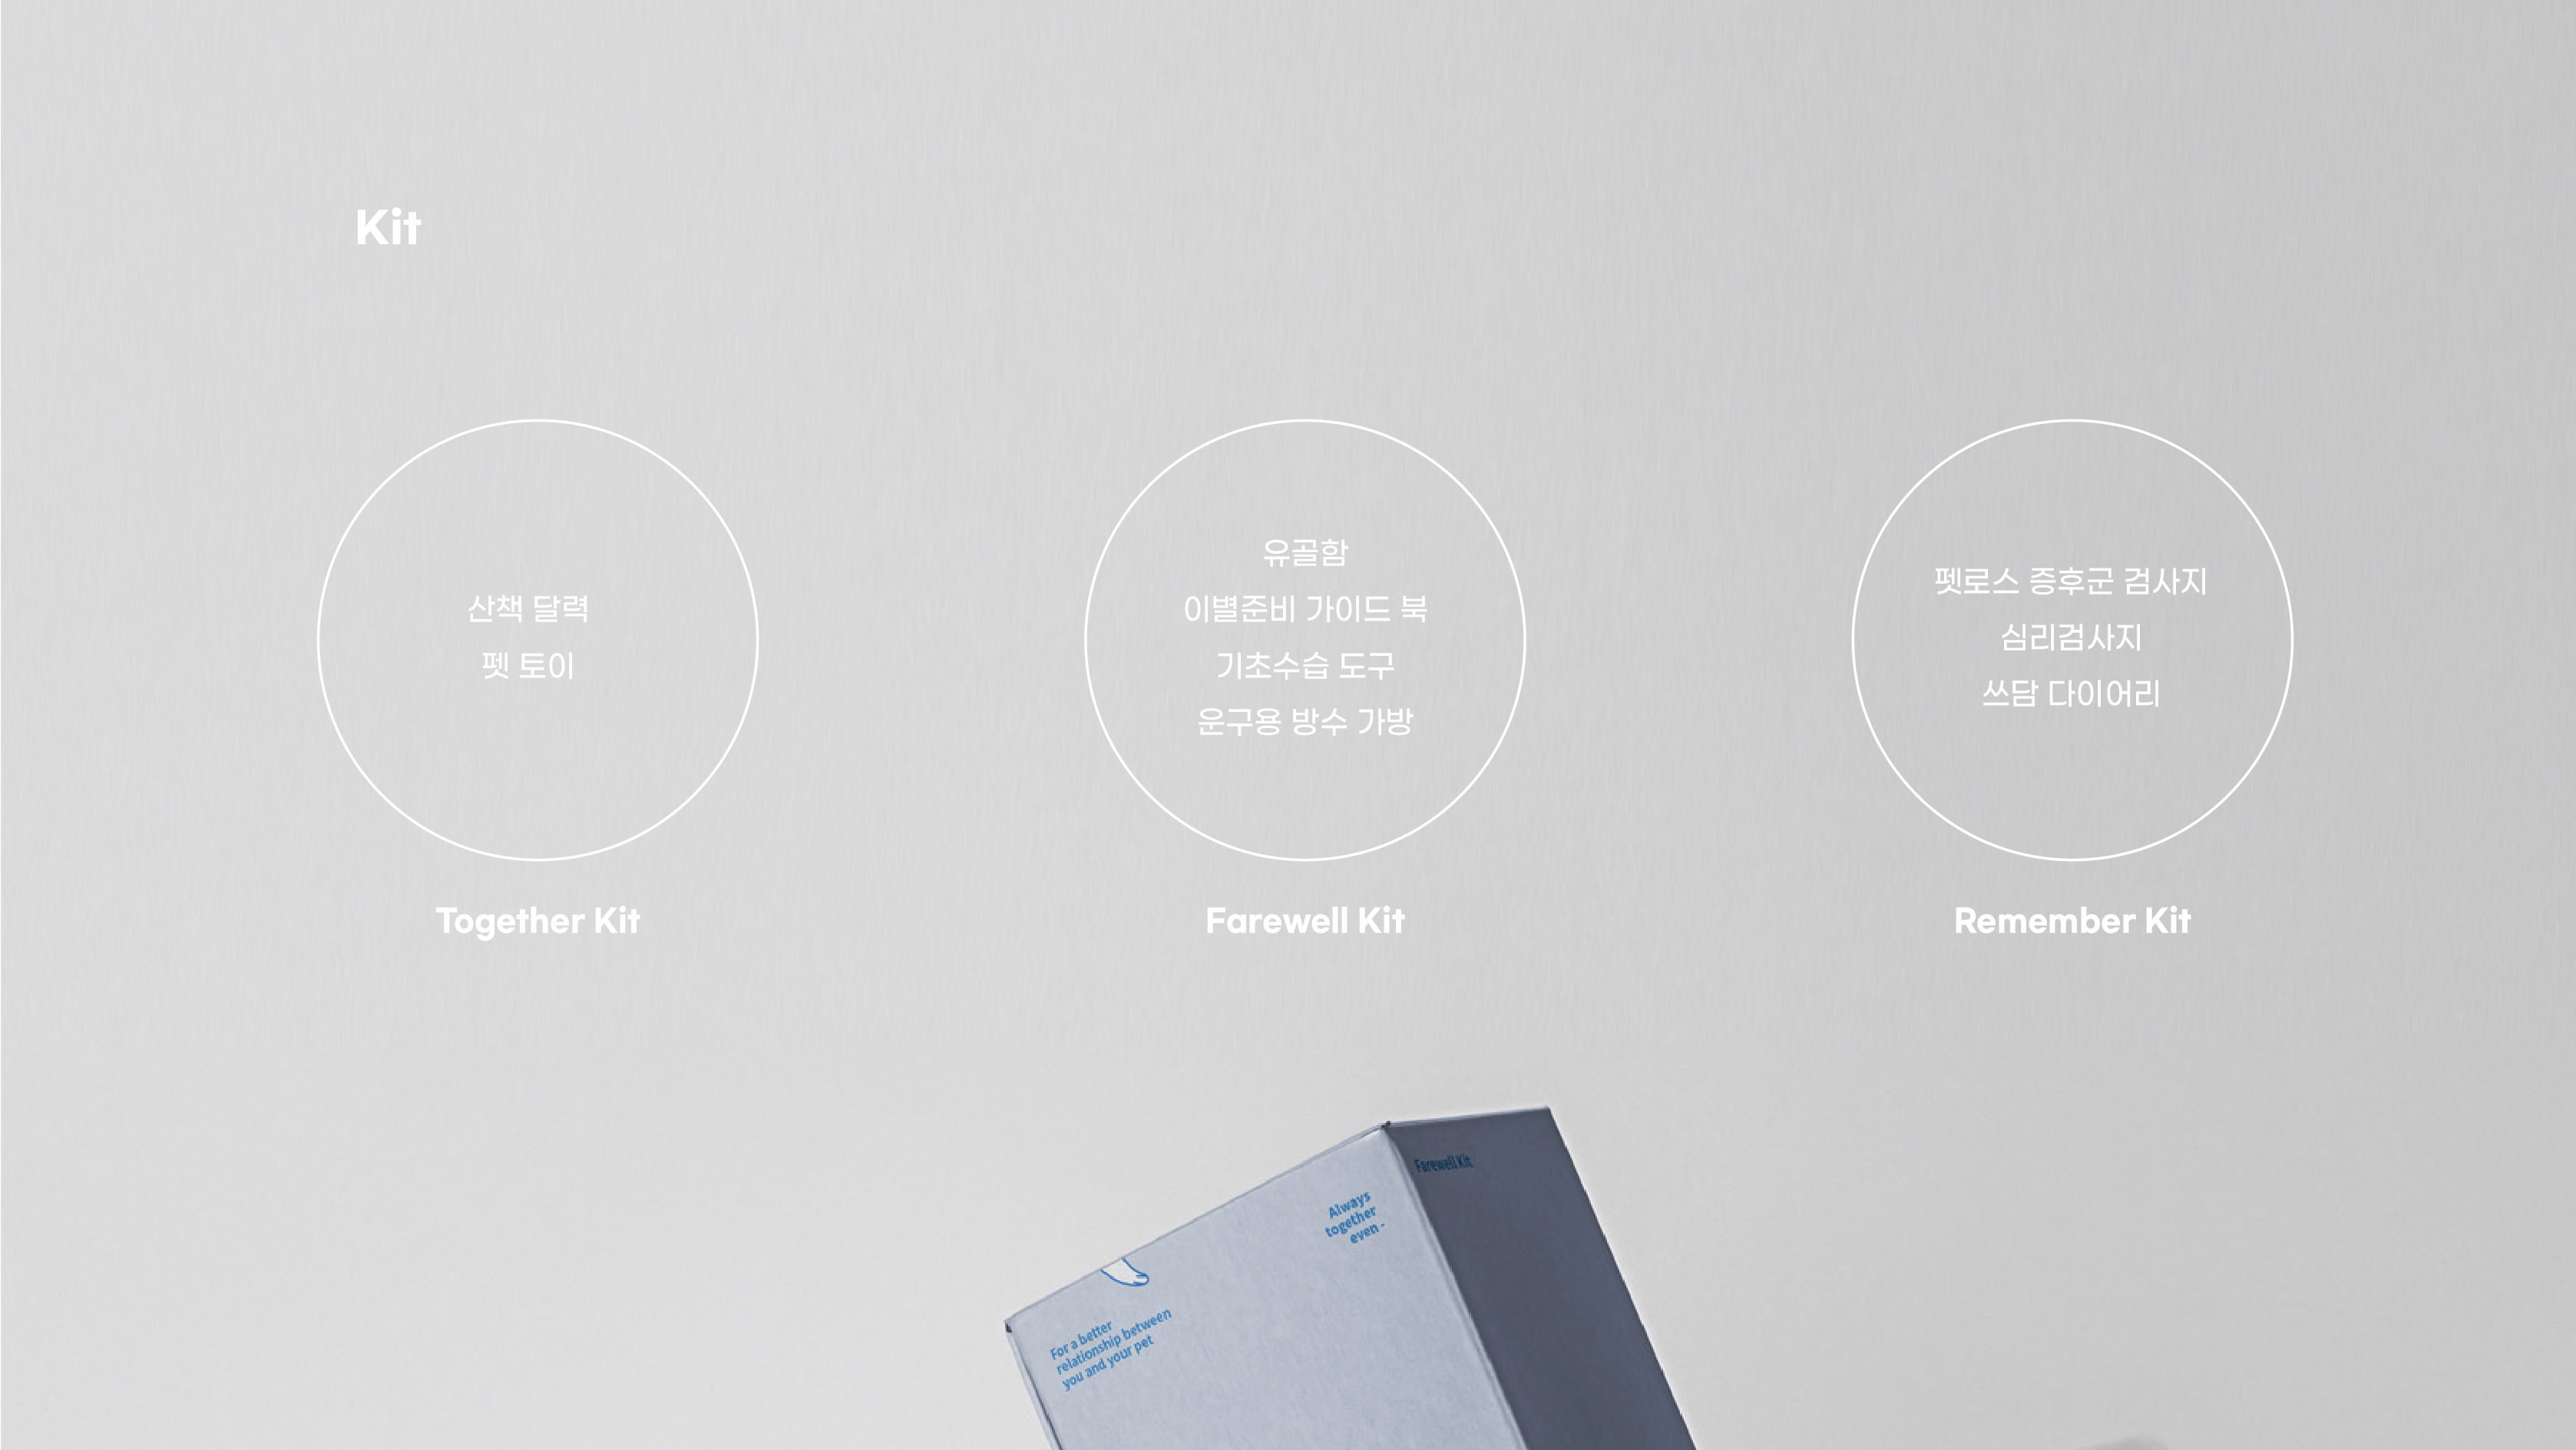 Kit
산책 달력
펫 토이
Together Kit
유골함
이별준비 가이드 북
기초수습 도구
운구용 방수 가방
Farewell Kit
펫로스 증후군 검사지
심리검사지
쓰담 다이어리
Remember Kit
Farewell Kit
Always
together
even -
For a better
relationship between
you and your pet